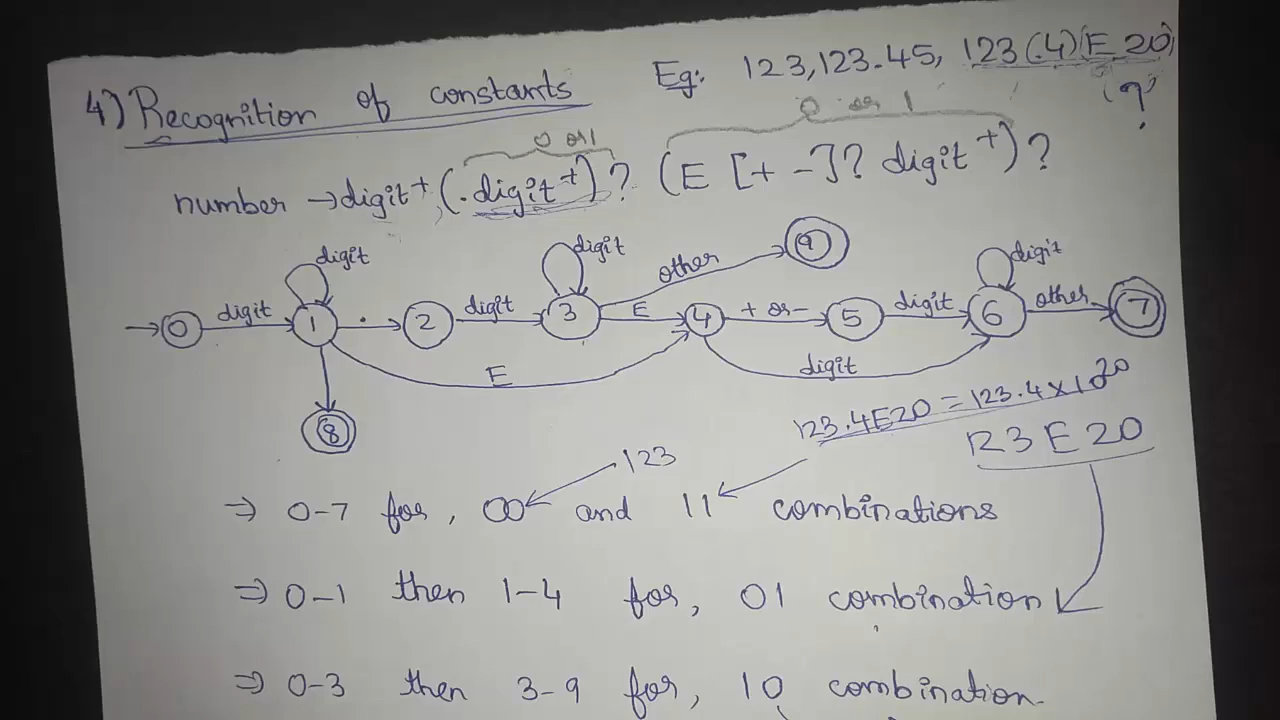 4) Recognition of constants Eg: 123, 123.45, 123(.4)(E 20)
(?)
0 or 1
0 or 1
number → digit+ (.digit+)? (E [+ -]? digit+)?
digit digit 9 digit
other
0 digit 1 . 2 digit 3 E 4 + or - 5 digit 6 other 7
E digit
8
123.4E20 = 123.4 × 10^20
123 E 20
123
⇒ 0-7 for, 00 and 11 combinations
⇒ 0-1 then 1-4 for, 01 combination
⇒ 0-3 then 3-9 for, 10 combination.